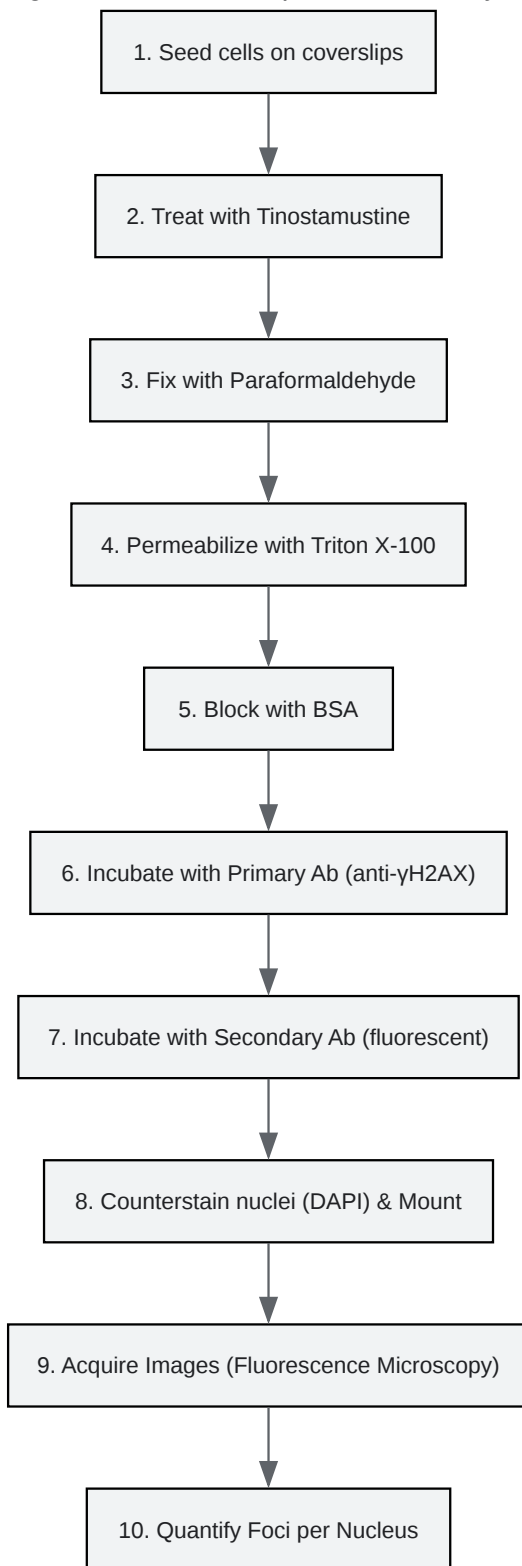 1. Seed cells on coverslips
2. Treat with Tinostamustine
3. Fix with Paraformaldehyde
4. Permeabilize with Triton X-100
5. Block with BSA
6. Incubate with Primary Ab (anti-γH2AX)
7. Incubate with Secondary Ab (fluorescent)
8. Counterstain nuclei (DAPI) & Mount
9. Acquire Images (Fluorescence Microscopy)
10. Quantify Foci per Nucleus